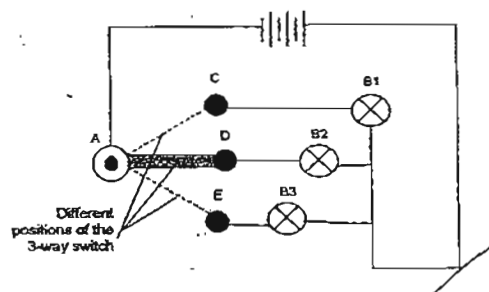 C
B1
A
D
B2
E
B3
Different
positions of the
3-way switch